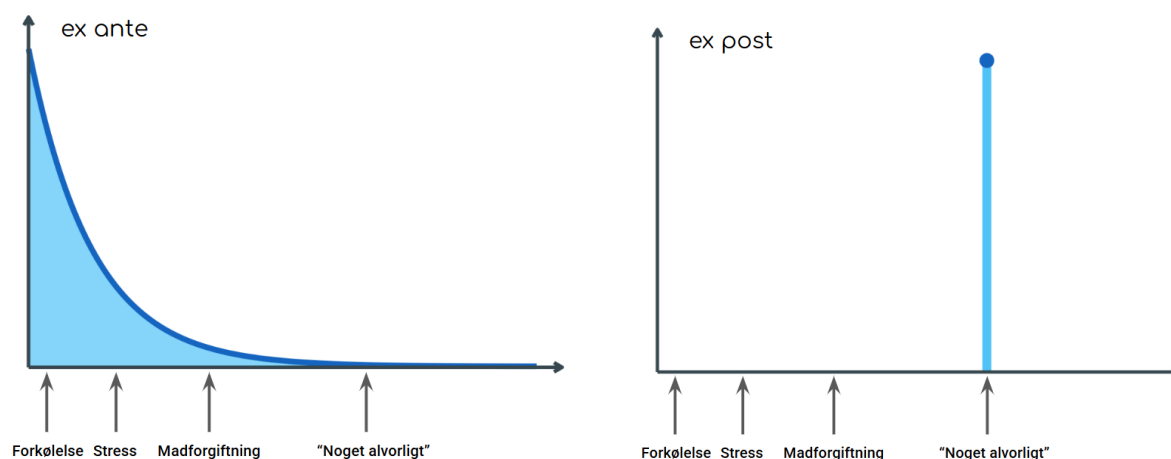 ex ante
Forkølelse
Stress
Madforgiftning
“Noget alvorligt”
ex post
Forkølelse
Stress
Madforgiftning
“Noget alvorligt”